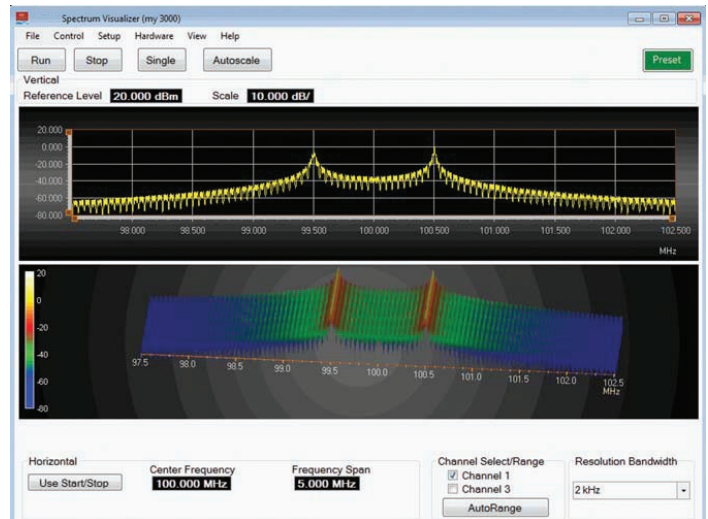 Spectrum Visualizer (my 3000)
File Control Setup Hardware View Help
Run Stop Single Autoscale Preset
Vertical
Reference Level 20.000 dBm Scale 10.000 dB/
20.000
0.000
-20.000
-40.000
-60.000
-80.000
98.000 98.500 99.000 99.500 100.000 100.500 101.000 101.500 102.000 102.500
MHz
20
0
-20
-40
-60
-80
97.5 98.0 98.5 99.0 99.5 100.0 100.5 101.0 101.5 102.0 102.5
MHz
Horizontal
Use Start/Stop
Center Frequency
100.000 MHz
Frequency Span
5.000 MHz
Channel Select/Range
Channel 1
Channel 3
AutoRange
Resolution Bandwidth
2 kHz